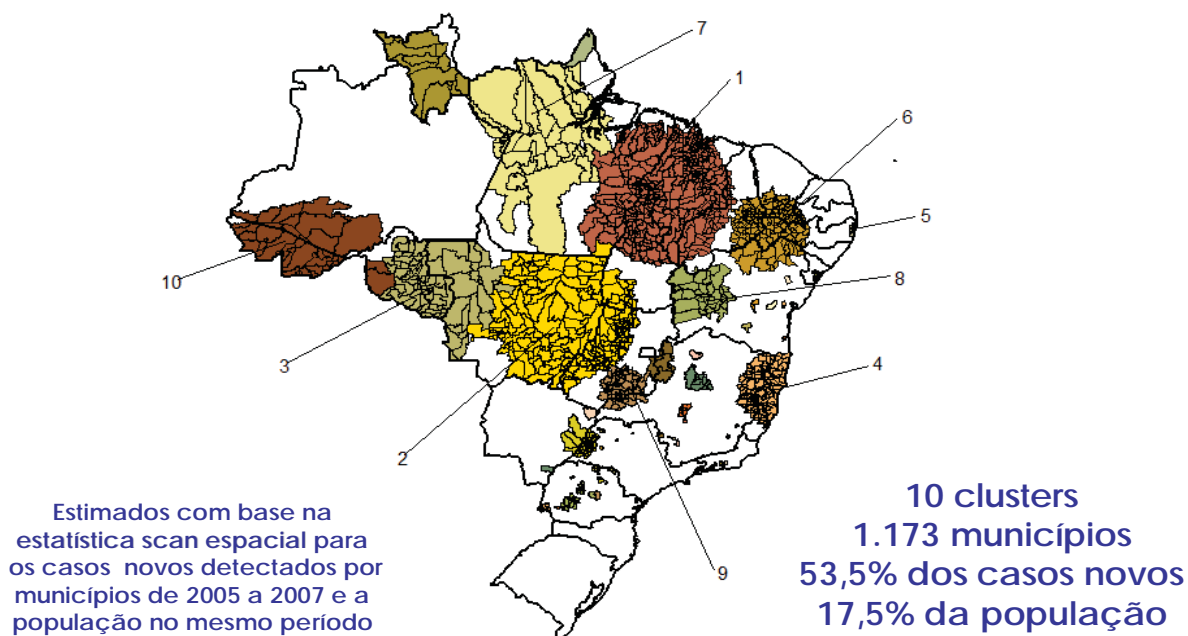 7
1
6
5
10
8
3
4
2
9
Estimados com base na
estatística scan espacial para
os casos novos detectados por
municípios de 2005 a 2007 e a
população no mesmo período
10 clusters
1.173 municípios
53,5% dos casos novos
17,5% da população